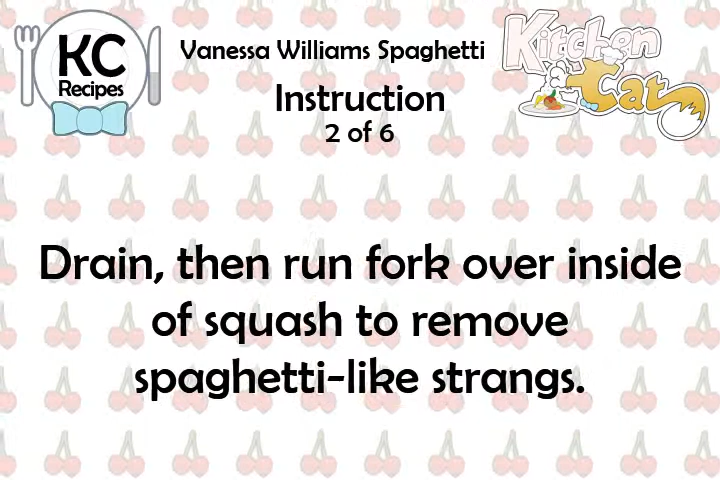 KC
Recipes
Vanessa Williams Spaghetti
Instruction
2 of 6
Kitchen
Cat
Drain, then run fork over inside
of squash to remove
spaghetti-like strangs.